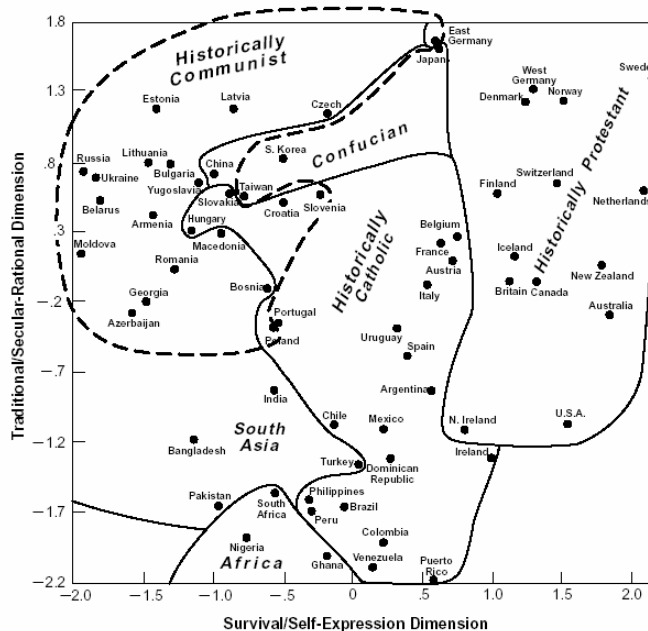 Traditional/Secular-Rational Dimension
1.8
1.3
.8
.3
-.2
-.7
-1.2
-1.7
-2.2
Historically
Communist
East
Germany
Japan
Estonia
Latvia
Czech
West
Germany
Denmark
Norway
Confucian
S. Korea
Russia
Ukraine
Lithuania
Bulgaria
China
Yugoslavia
Slovakia
Taiwan
Croatia
Slovenia
Switzerland
Finland
Netherlands
Historically Protestant
Belarus
Armenia
Hungary
Macedonia
Moldova
Romania
Georgia
Azerbaijan
Bosnia
Portugal
Poland
Historically
Catholic
Belgium
France
Austria
Italy
Iceland
Britain
Canada
New Zealand
Australia
Uruguay
Spain
Argentina
India
Chile
Mexico
N. Ireland
U.S.A.
Ireland
South
Asia
Bangladesh
Turkey
Dominican
Republic
Pakistan
South
Africa
Philippines
Peru
Brazil
Nigeria
Africa
Ghana
Colombia
Venezuela
Puerto
Rico
-2.0
-1.5
-1.0
-0.5
0
.5
1.0
1.5
2.0
Survival/Self-Expression Dimension